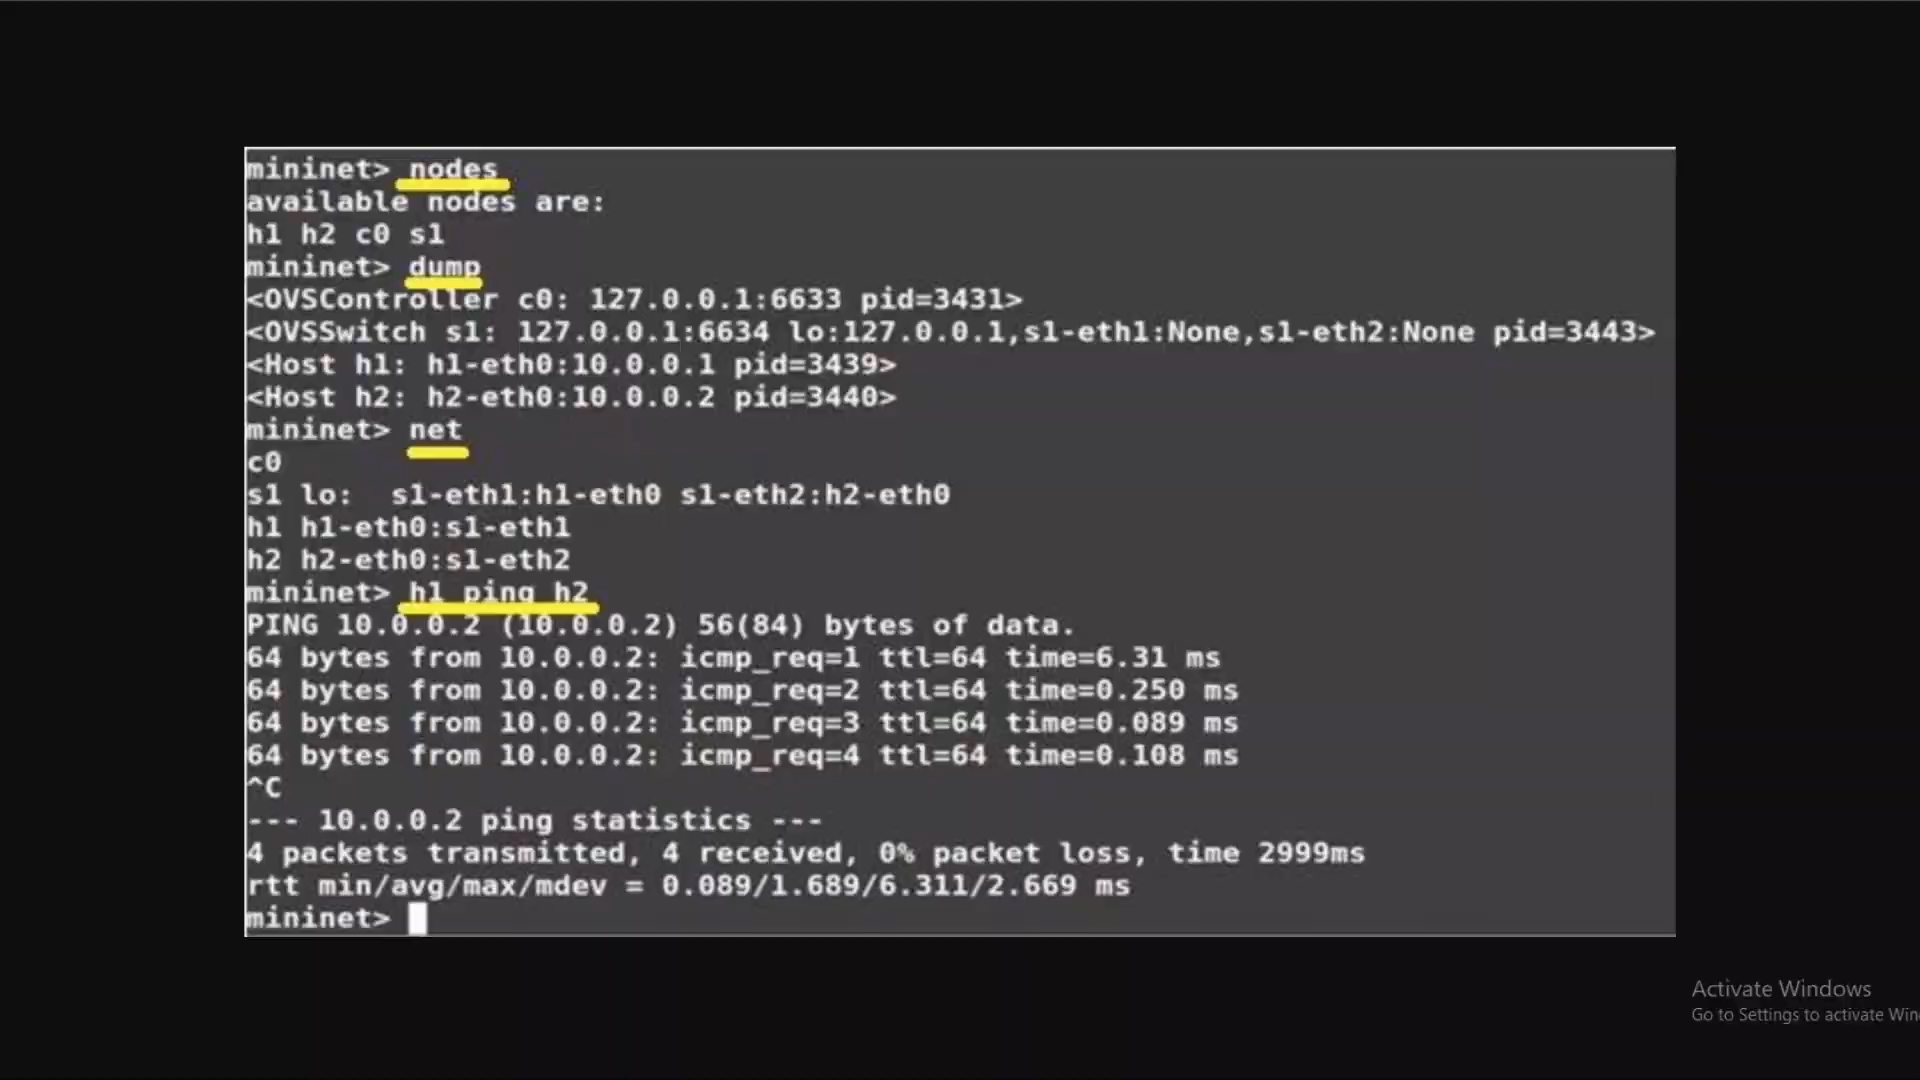 mininet> nodes
available nodes are:
h1 h2 c0 s1
mininet> dump
<OVSController c0: 127.0.0.1:6633 pid=3431>
<OVSSwitch s1: 127.0.0.1:6634 lo:127.0.0.1,s1-eth1:None,s1-eth2:None pid=3443>
<Host h1: h1-eth0:10.0.0.1 pid=3439>
<Host h2: h2-eth0:10.0.0.2 pid=3440>
mininet> net
c0
s1 lo:  s1-eth1:h1-eth0 s1-eth2:h2-eth0
h1 h1-eth0:s1-eth1
h2 h2-eth0:s1-eth2
mininet> h1 ping h2
PING 10.0.0.2 (10.0.0.2) 56(84) bytes of data.
64 bytes from 10.0.0.2: icmp_req=1 ttl=64 time=6.31 ms
64 bytes from 10.0.0.2: icmp_req=2 ttl=64 time=0.250 ms
64 bytes from 10.0.0.2: icmp_req=3 ttl=64 time=0.089 ms
64 bytes from 10.0.0.2: icmp_req=4 ttl=64 time=0.108 ms
^C
--- 10.0.0.2 ping statistics ---
4 packets transmitted, 4 received, 0% packet loss, time 2999ms
rtt min/avg/max/mdev = 0.089/1.689/6.311/2.669 ms
mininet>
Activate Windows
Go to Settings to activate Win